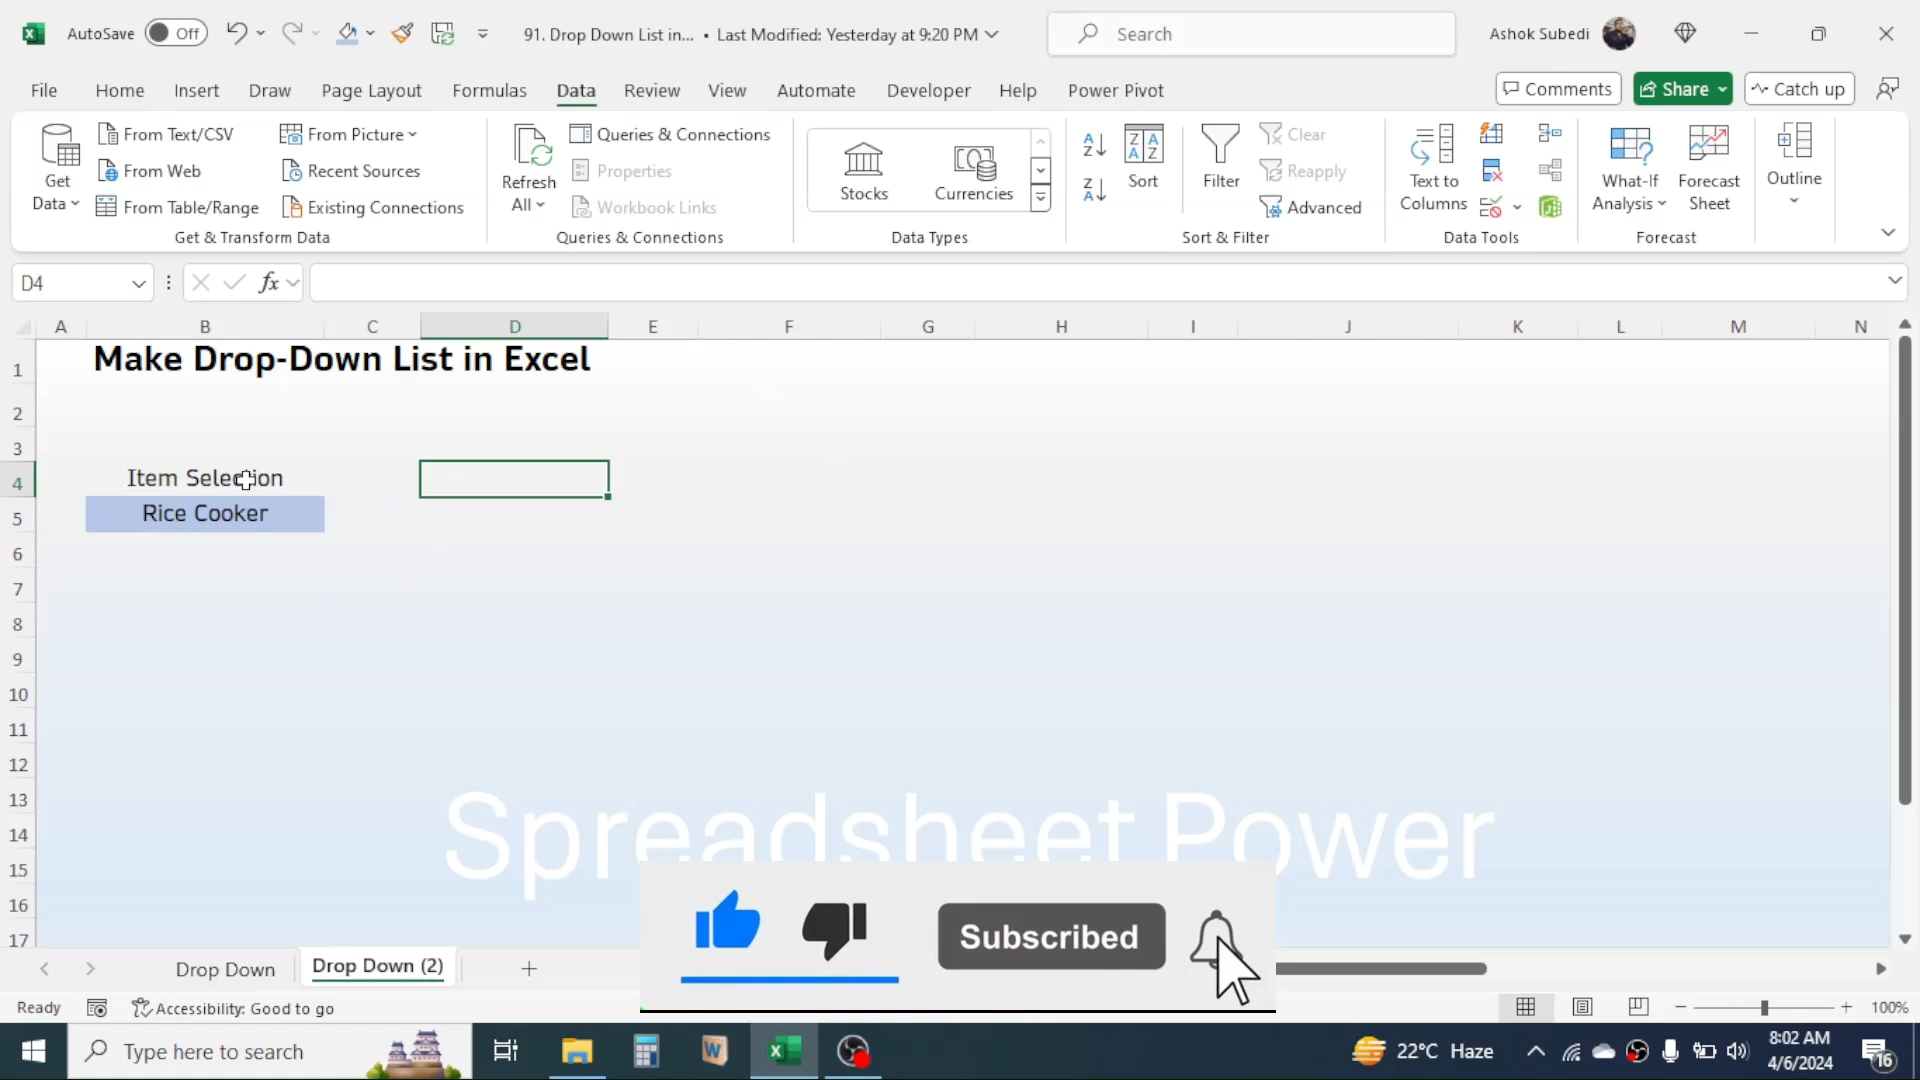 AutoSave Off 91. Drop Down List in... • Last Modified: Yesterday at 9:20 PM Search Ashok Subedi
File Home Insert Draw Page Layout Formulas Data Review View Automate Developer Help Power Pivot Comments Share Catch up
Get Data
From Text/CSV
From Web
From Table/Range
From Picture
Recent Sources
Existing Connections
Get & Transform Data
Refresh All
Queries & Connections
Properties
Workbook Links
Queries & Connections
Stocks
Currencies
Data Types
Sort
Filter
Clear
Reapply
Advanced
Sort & Filter
Text to Columns
Data Tools
What-If Analysis
Forecast Sheet
Forecast
Outline
D4 fx
A B C D E F G H I J K L M N
1 Make Drop-Down List in Excel
2
3
4 Item Selection
5 Rice Cooker
6
7
8
9
10
11
12
13
14
15
16
17
Spreadsheet Power
Subscribed
Drop Down Drop Down (2)
Ready Accessibility: Good to go 100%
Type here to search 22°C Haze 8:02 AM
4/6/2024 16